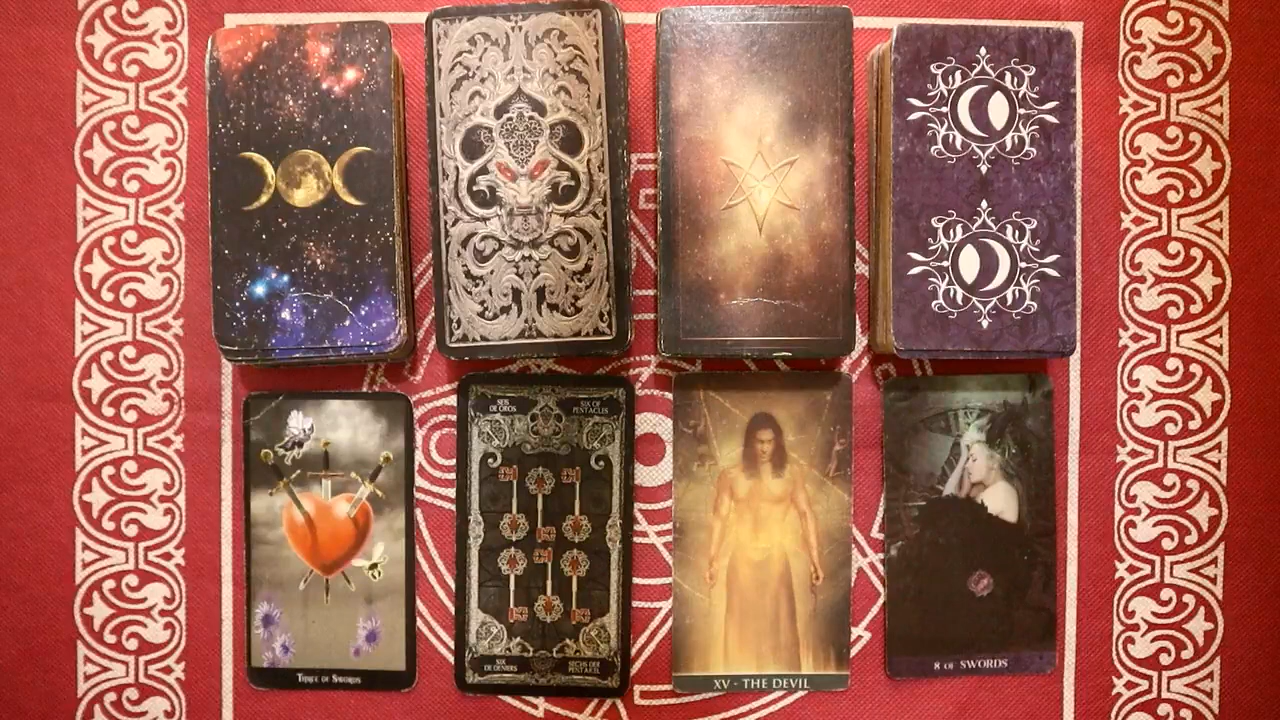 THREE OF SWORDS
SEIS
DE OROS
SIX OF
PENTACLES
SIX
DE DENIERS
SECHS DER
PENTAKEL
XV - THE DEVIL
8 OF SWORDS